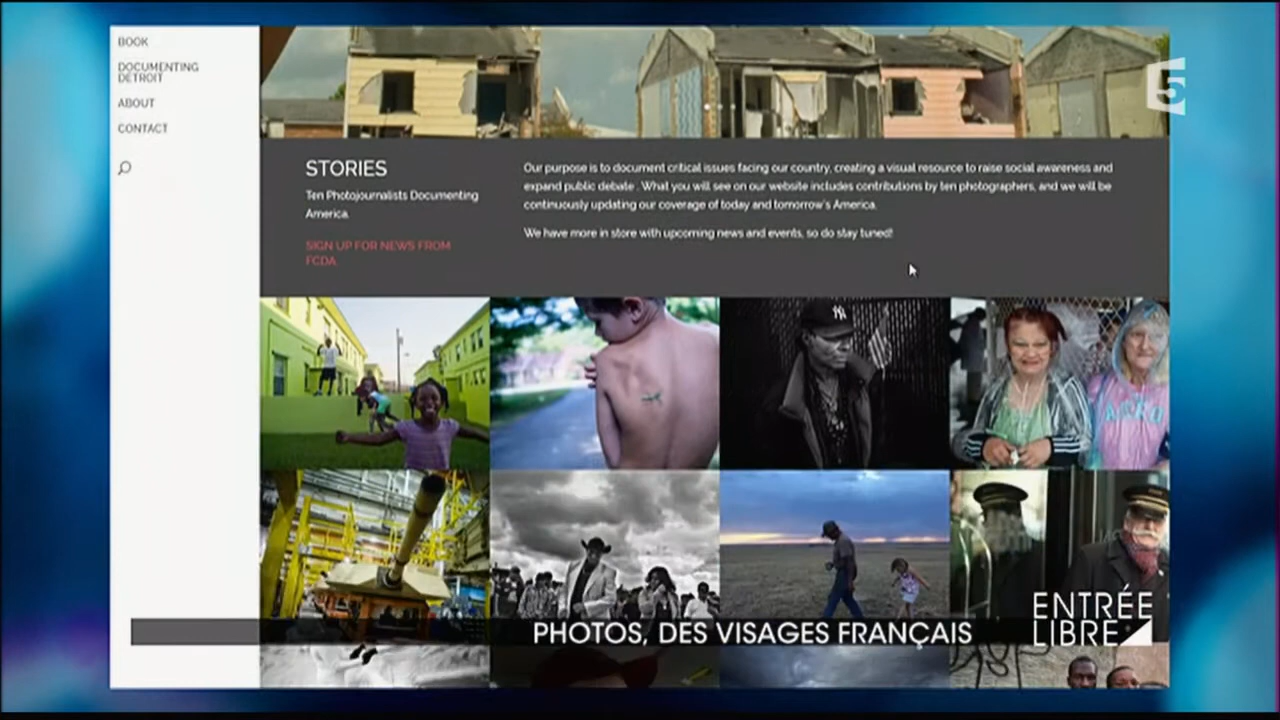 BOOK
DOCUMENTING
DETROIT
ABOUT
CONTACT
5
STORIES
Ten Photojournalists Documenting
America.
SIGN UP FOR NEWS FROM
FCDA
Our purpose is to document critical issues facing our country, creating a visual resource to raise social awareness and
expand public debate . What you will see on our website includes contributions by ten photographers, and we will be
continuously updating our coverage of today and tomorrow's America.
We have more in store with upcoming news and events, so do stay tuned!
NY
PHOTOS, DES VISAGES FRANÇAIS
ENTRÉE
LIBRE